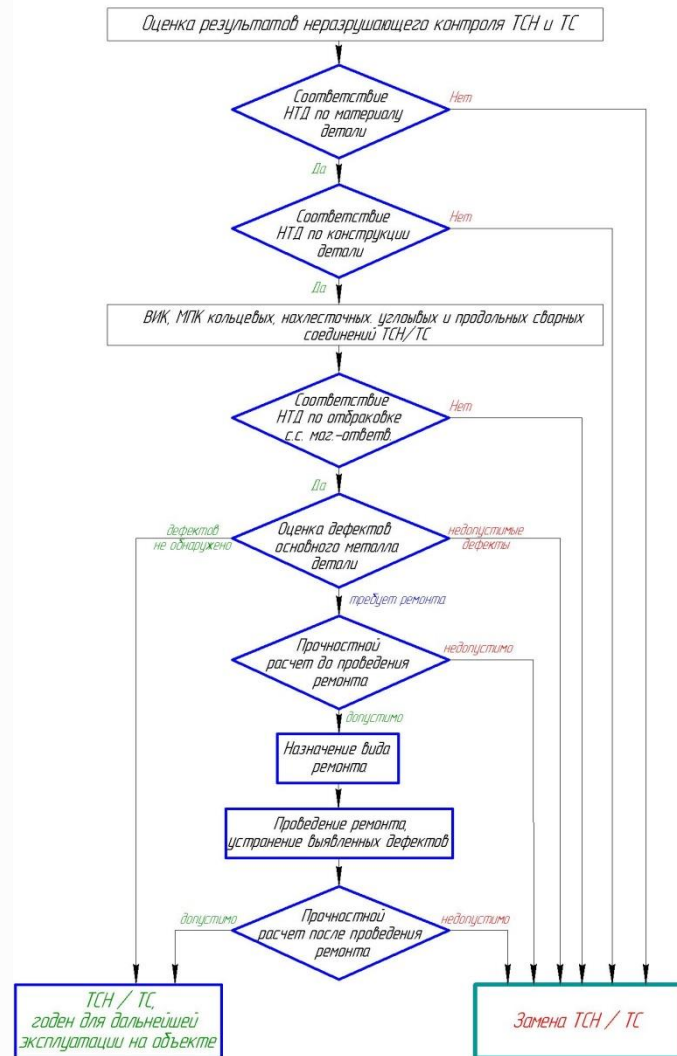 Оценка результатов неразрушающего контроля ТСН и ТС
Соответствие
НТД по материалу
детали
Нет
Да
Соответствие
НТД по конструкции
детали
Нет
Да
ВИК, МПК кольцевых, нахлесточных. углоывых и продольных сварных
соединений ТСН/ТС
Соответствие
НТД по отбраковке
с.с. маг.-ответв.
Нет
Да
дефектов
не обнаружено
Оценка дефектов
основного металла
детали
недопустимые
дефекты
требует ремонта
Прочностной
расчет до проведения
ремонта
недопустимо
допустимо
Назначение вида
ремонта
Проведение ремонта,
устранение выявленных дефектов
допустимо
Прочностной
расчет после проведения
ремонта
недопустимо
ТСН / ТС,
годен для дальнейшей
эксплуатации на объекте
Замена ТСН / ТС